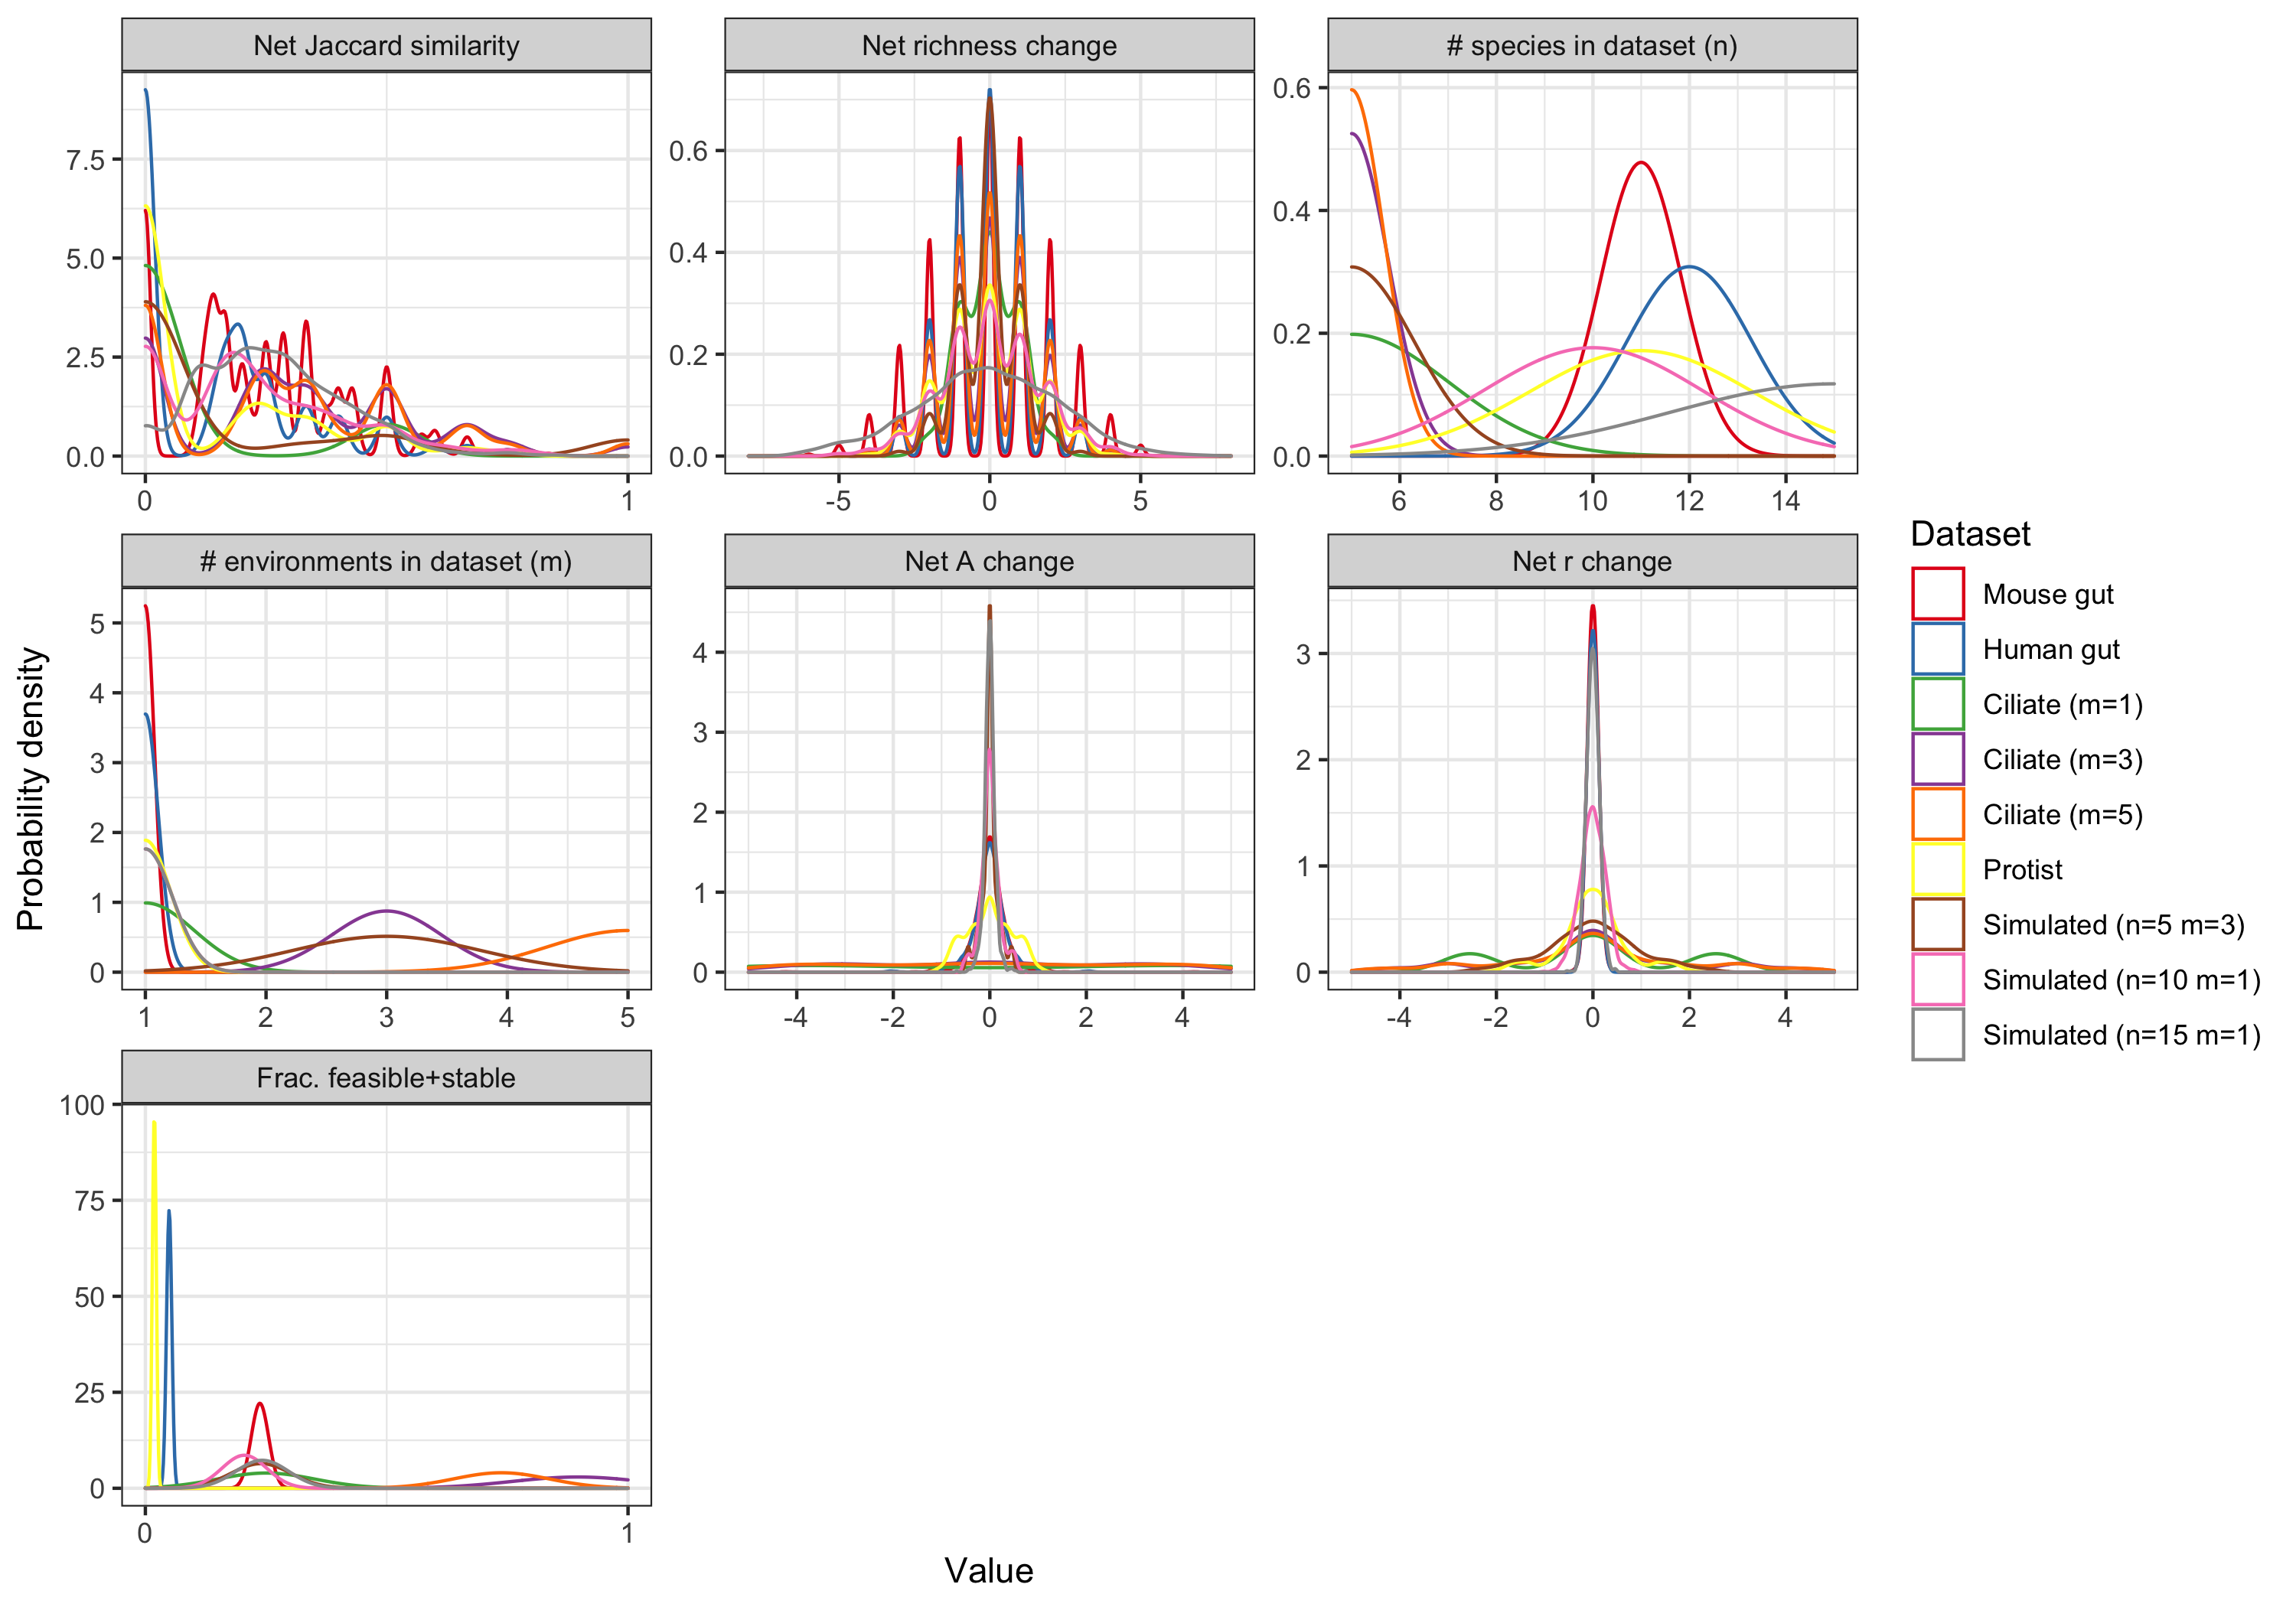 Net Jaccard similarity
Net richness change
# species in dataset (n)
7.5
5.0
2.5
0.0
0 1
0.6
0.4
0.2
0.0
-5 0 5
0.6
0.4
0.2
0.0
6 8 10 12 14
# environments in dataset (m)
Net A change
Net r change
5
4
3
2
1
0
1 2 3 4 5
4
3
2
1
0
-4 -2 0 2 4
3
2
1
0
-4 -2 0 2 4
Frac. feasible+stable
100
75
50
25
0
0 1
Probability density
Value
Dataset
Mouse gut
Human gut
Ciliate (m=1)
Ciliate (m=3)
Ciliate (m=5)
Protist
Simulated (n=5 m=3)
Simulated (n=10 m=1)
Simulated (n=15 m=1)